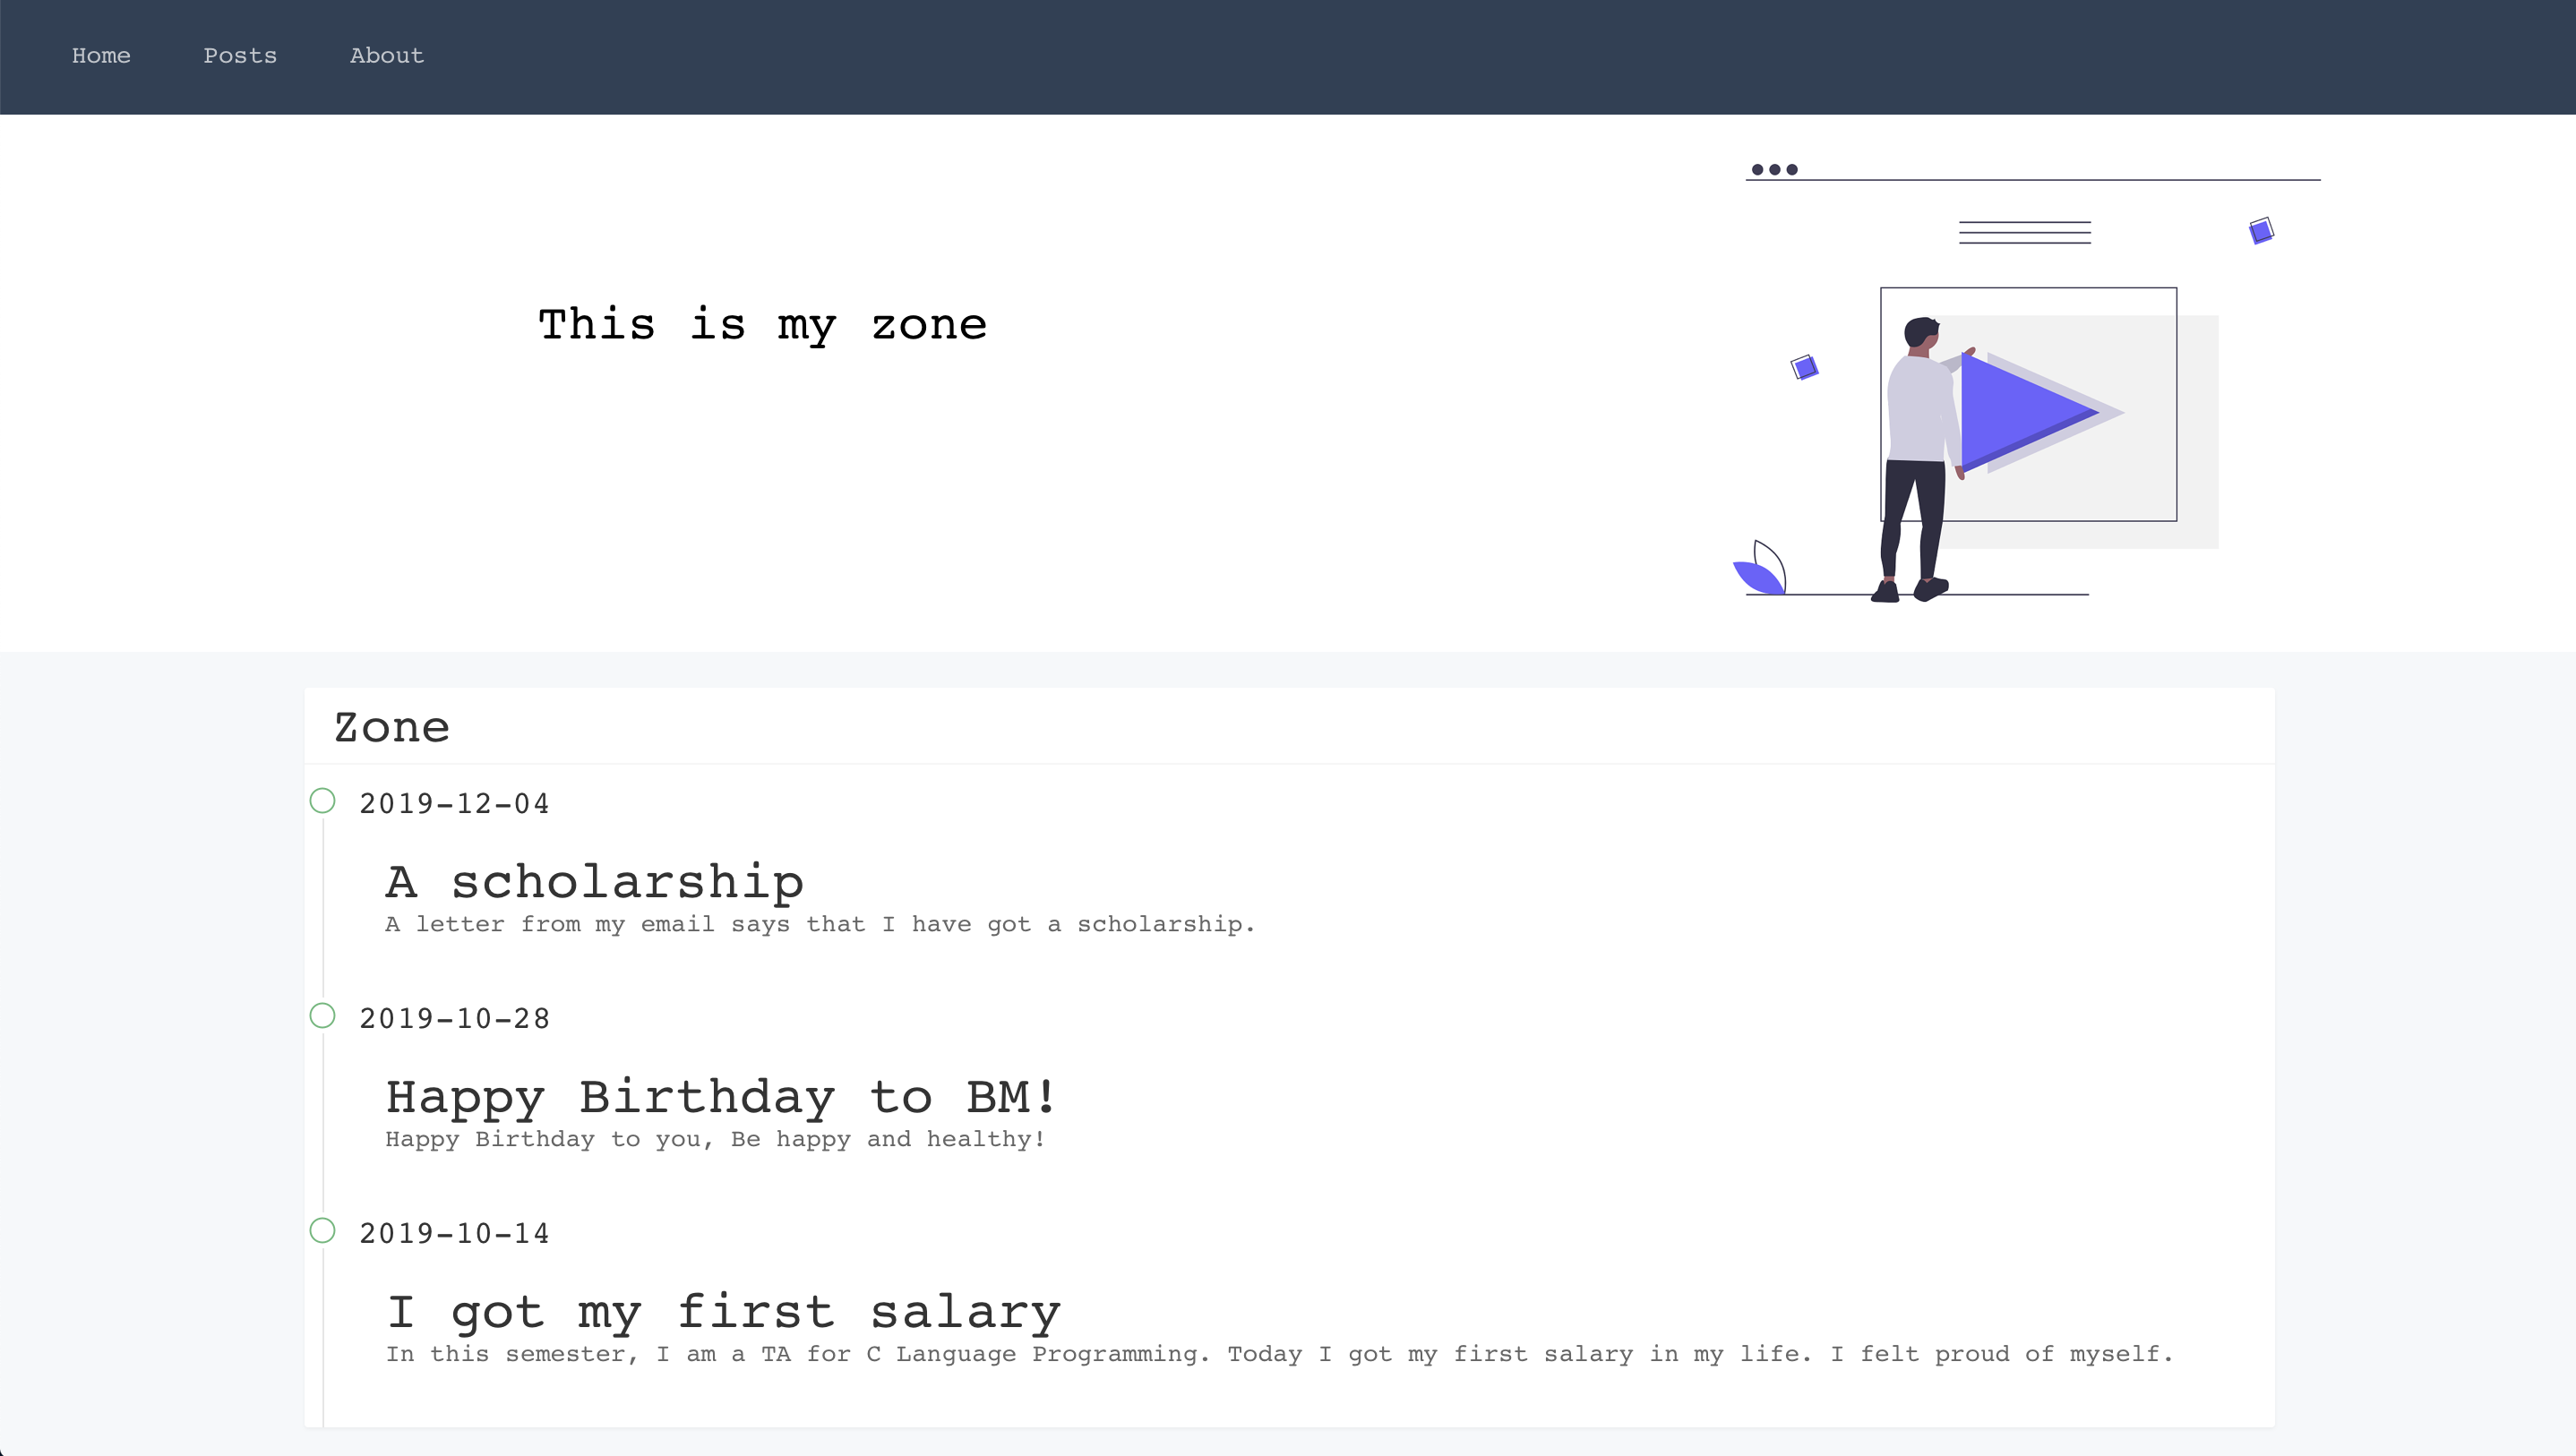 Home Posts About
This is my zone
Zone
2019-12-04
A scholarship
A letter from my email says that I have got a scholarship.
2019-10-28
Happy Birthday to BM!
Happy Birthday to you, Be happy and healthy!
2019-10-14
I got my first salary
In this semester, I am a TA for C Language Programming. Today I got my first salary in my life. I felt proud of myself.